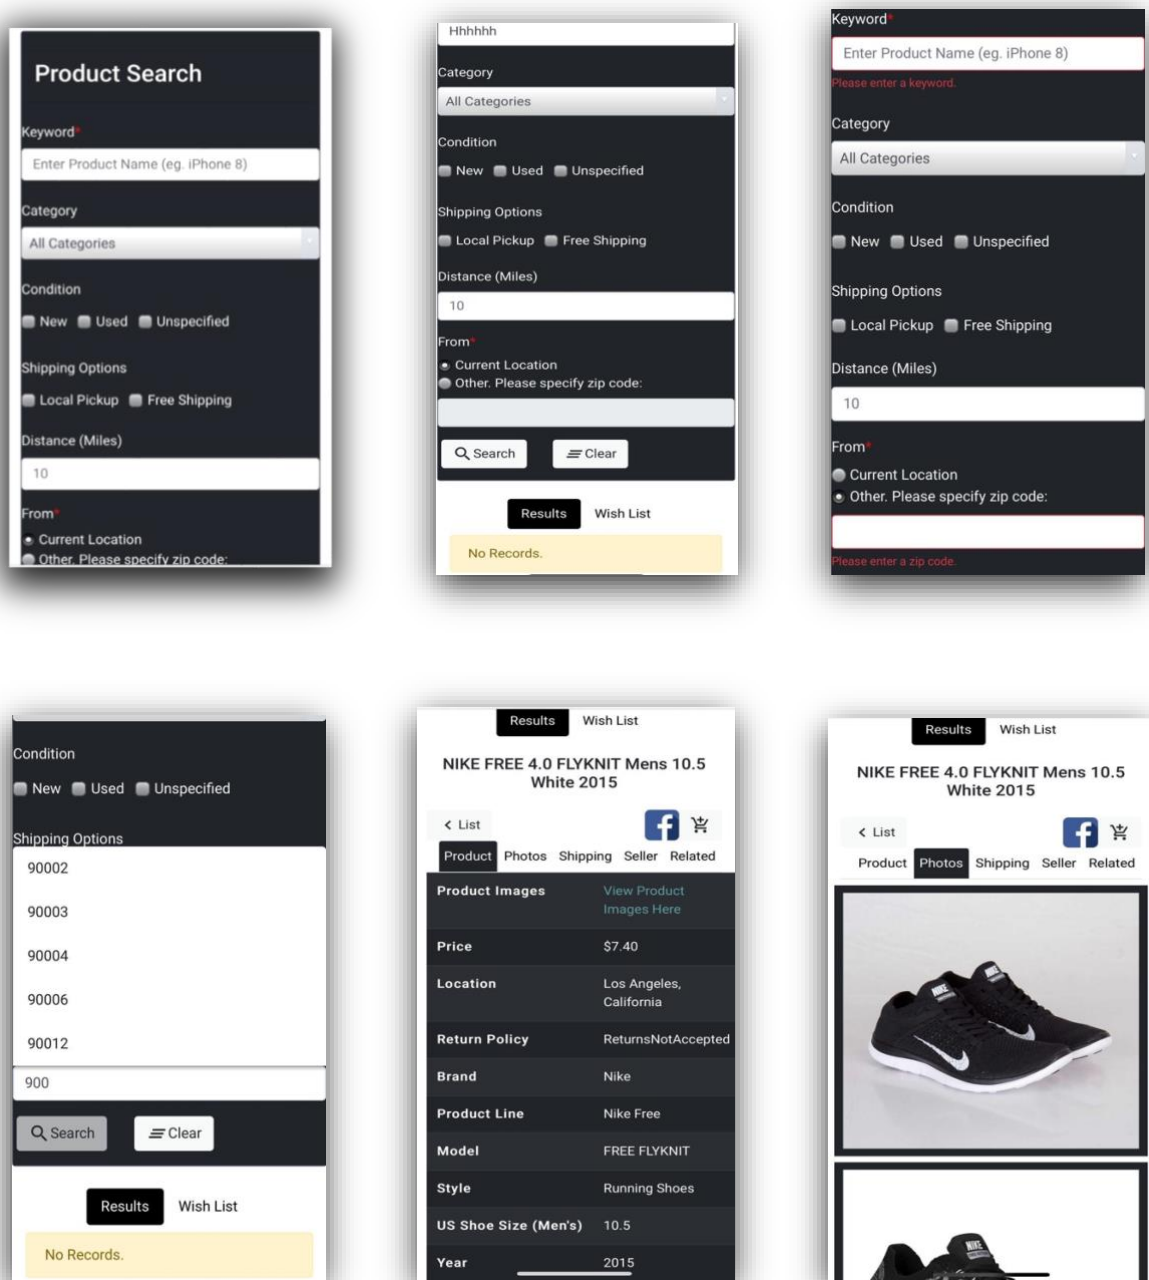 Product Search
Keyword*
Enter Product Name (eg. iPhone 8)
Category
All Categories
Condition
New Used Unspecified
Shipping Options
Local Pickup Free Shipping
Distance (Miles)
10
From*
Current Location
Other. Please specify zip code:
Hhhhhh
Category
All Categories
Condition
New Used Unspecified
Shipping Options
Local Pickup Free Shipping
Distance (Miles)
10
From*
Current Location
Other. Please specify zip code:
Search Clear
Results Wish List
No Records.
Keyword*
Enter Product Name (eg. iPhone 8)
Please enter a keyword.
Category
All Categories
Condition
New Used Unspecified
Shipping Options
Local Pickup Free Shipping
Distance (Miles)
10
From*
Current Location
Other. Please specify zip code:
Please enter a zip code.
Condition
New Used Unspecified
Shipping Options
90002
90003
90004
90006
90012
900
Search Clear
Results Wish List
No Records.
Results Wish List
NIKE FREE 4.0 FLYKNIT Mens 10.5
White 2015
< List f
Product Photos Shipping Seller Related
Product Images View Product
Images Here
Price $7.40
Location Los Angeles,
California
Return Policy ReturnsNotAccepted
Brand Nike
Product Line Nike Free
Model FREE FLYKNIT
Style Running Shoes
US Shoe Size (Men's) 10.5
Year 2015
Results Wish List
NIKE FREE 4.0 FLYKNIT Mens 10.5
White 2015
< List f
Product Photos Shipping Seller Related
NIKE
NIKE